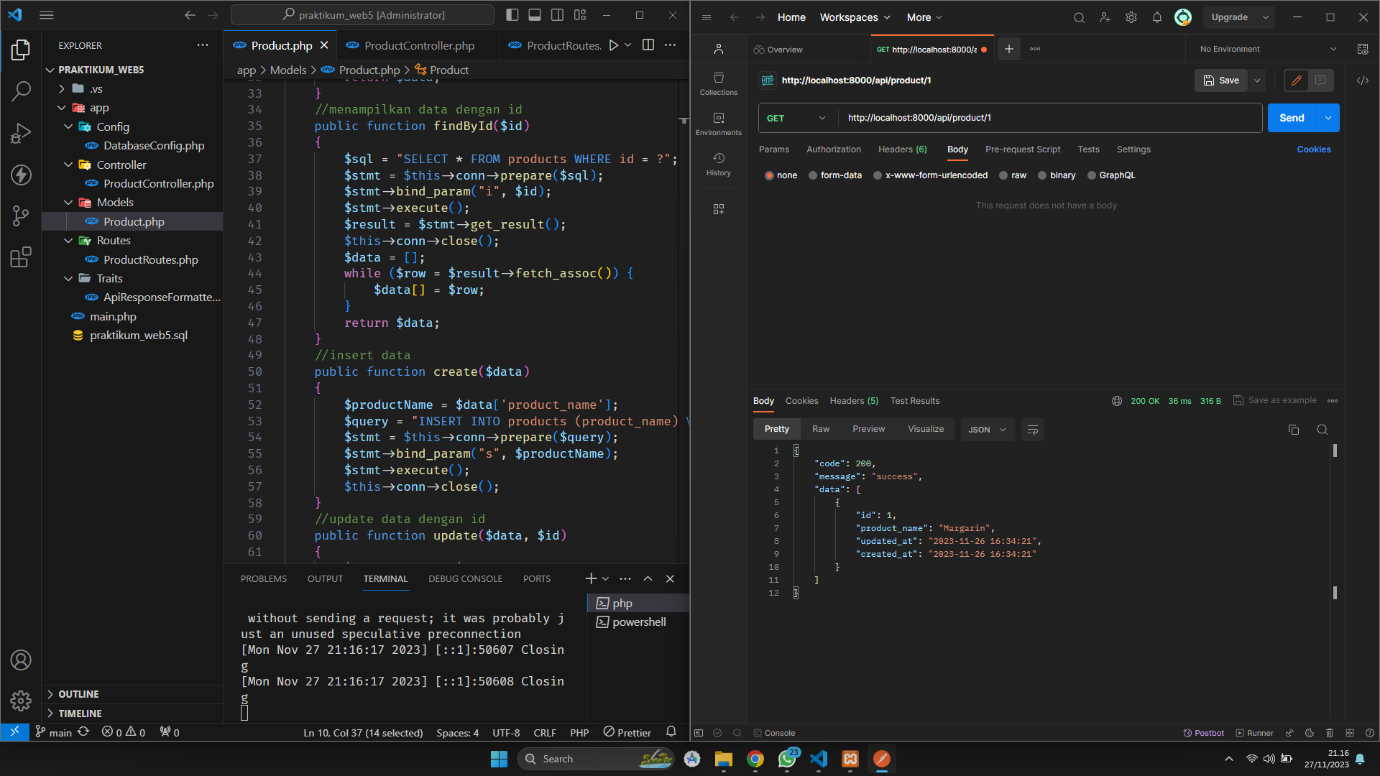 praktikum_web5 [Administrator]
EXPLORER
PRAKTIKUM_WEB5
.vs
app
Config
DatabaseConfig.php
Controller
ProductController.php
Models
Product.php
Routes
ProductRoutes.php
Traits
ApiResponseFormatte...
main.php
praktikum_web5.sql
OUTLINE
TIMELINE
Product.php
ProductController.php
ProductRoutes.
app > Models > Product.php > Product
33 }
34 //menampilkan data dengan id
35 public function findById($id)
36 {
37 $sql = "SELECT * FROM products WHERE id = ?";
38 $stmt = $this->conn->prepare($sql);
39 $stmt->bind_param("i", $id);
40 $stmt->execute();
41 $result = $stmt->get_result();
42 $this->conn->close();
43 $data = [];
44 while ($row = $result->fetch_assoc()) {
45 $data[] = $row;
46 }
47 return $data;
48 }
49 //insert data
50 public function create($data)
51 {
52 $productName = $data['product_name'];
53 $query = "INSERT INTO products (product_name)
54 $stmt = $this->conn->prepare($query);
55 $stmt->bind_param("s", $productName);
56 $stmt->execute();
57 $this->conn->close();
58 }
59 //update data dengan id
60 public function update($data, $id)
61 {
PROBLEMS OUTPUT TERMINAL DEBUG CONSOLE PORTS
without sending a request; it was probably j
ust an unused speculative preconnection
[Mon Nov 27 21:16:17 2023] [::1]:50607 Closin
g
[Mon Nov 27 21:16:17 2023] [::1]:50608 Closin
g
php
powershell
main 0 0 0 Ln 10, Col 37 (14 selected) Spaces: 4 UTF-8 CRLF PHP Prettier
Home Workspaces More Upgrade
Overview GET http://localhost:8000/a No Environment
Collections
Environments
History
http://localhost:8000/api/product/1 Save
GET http://localhost:8000/api/product/1 Send
Params Authorization Headers (6) Body Pre-request Script Tests Settings Cookies
none form-data x-www-form-urlencoded raw binary GraphQL
This request does not have a body
Body Cookies Headers (5) Test Results 200 OK 36 ms 316 B Save as example
Pretty Raw Preview Visualize JSON
1 {
2 "code": 200,
3 "message": "success",
4 "data": [
5 {
6 "id": 1,
7 "product_name": "Margarin",
8 "updated_at": "2023-11-26 16:34:21",
9 "created_at": "2023-11-26 16:34:21"
10 }
11 ]
12 }
Console Postbot Runner
Search
23
21.16
27/11/2023